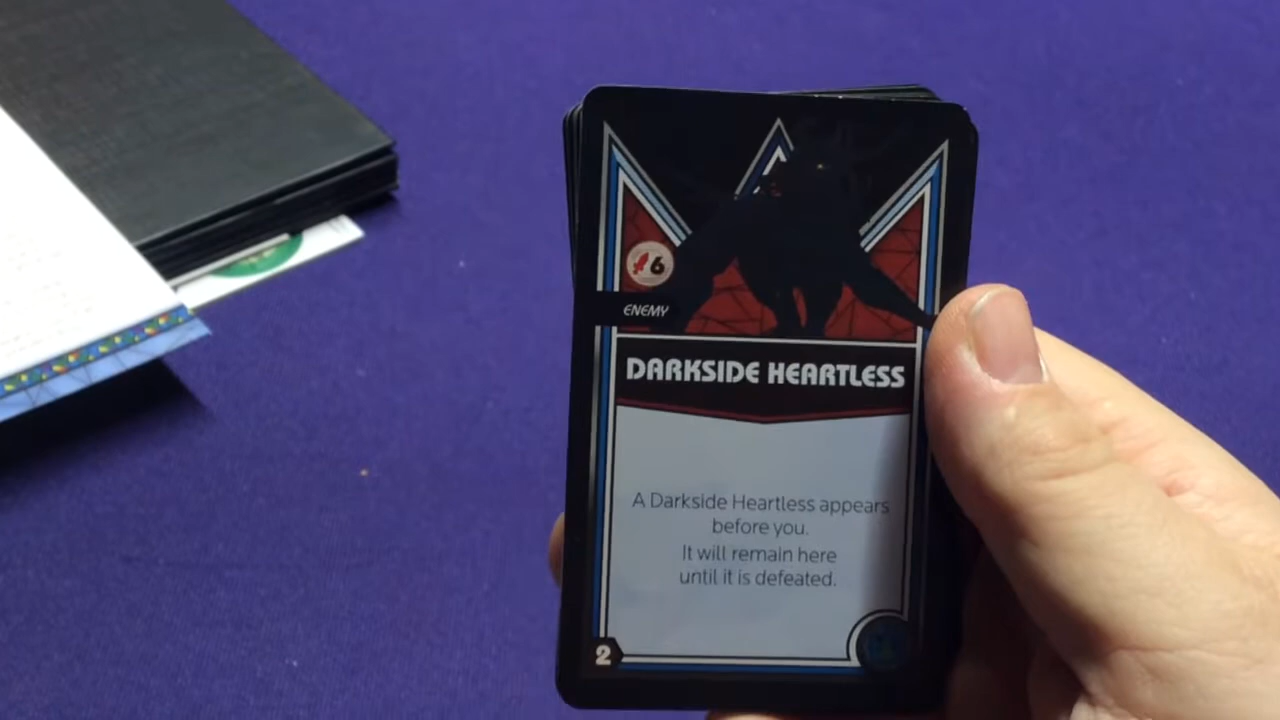 6
ENEMY
DARKSIDE HEARTLESS
A Darkside Heartless appears
before you.
It will remain here
until it is defeated.
2